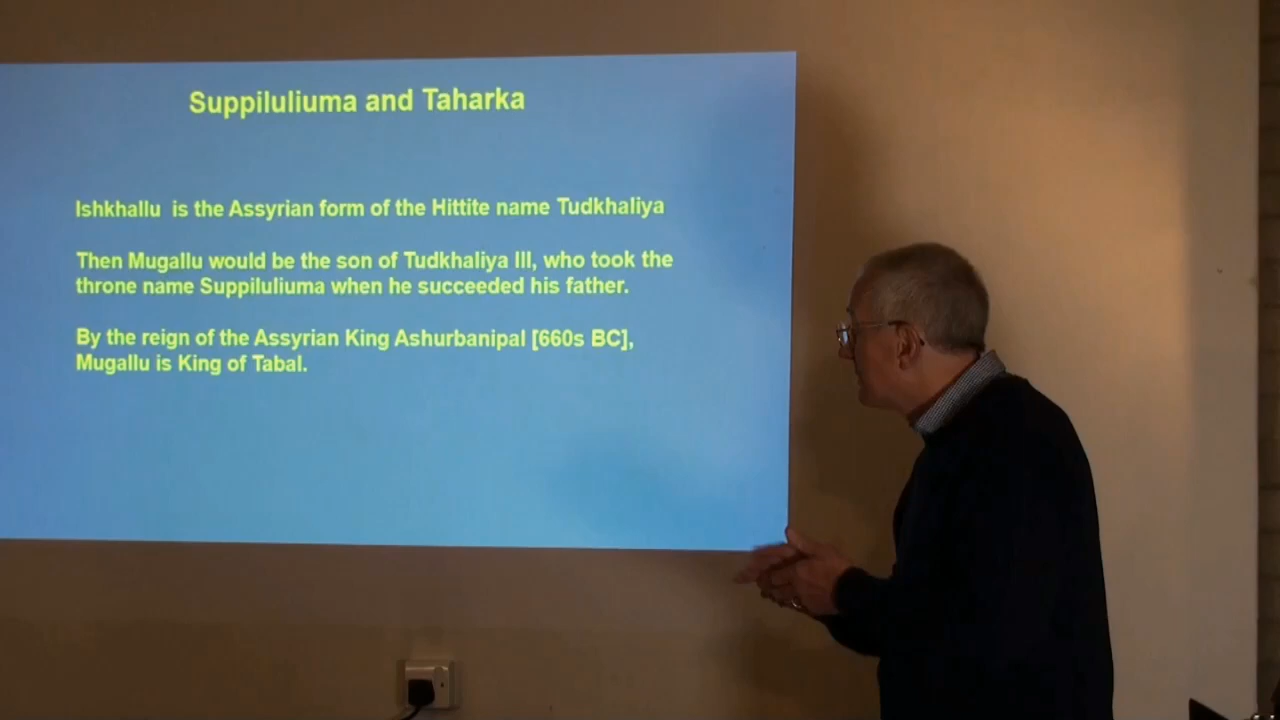 Suppiluliuma and Taharka
Ishkhallu is the Assyrian form of the Hittite name Tudkhaliya
Then Mugallu would be the son of Tudkhaliya III, who took the
throne name Suppiluliuma when he succeeded his father.
By the reign of the Assyrian King Ashurbanipal [660s BC],
Mugallu is King of Tabal.